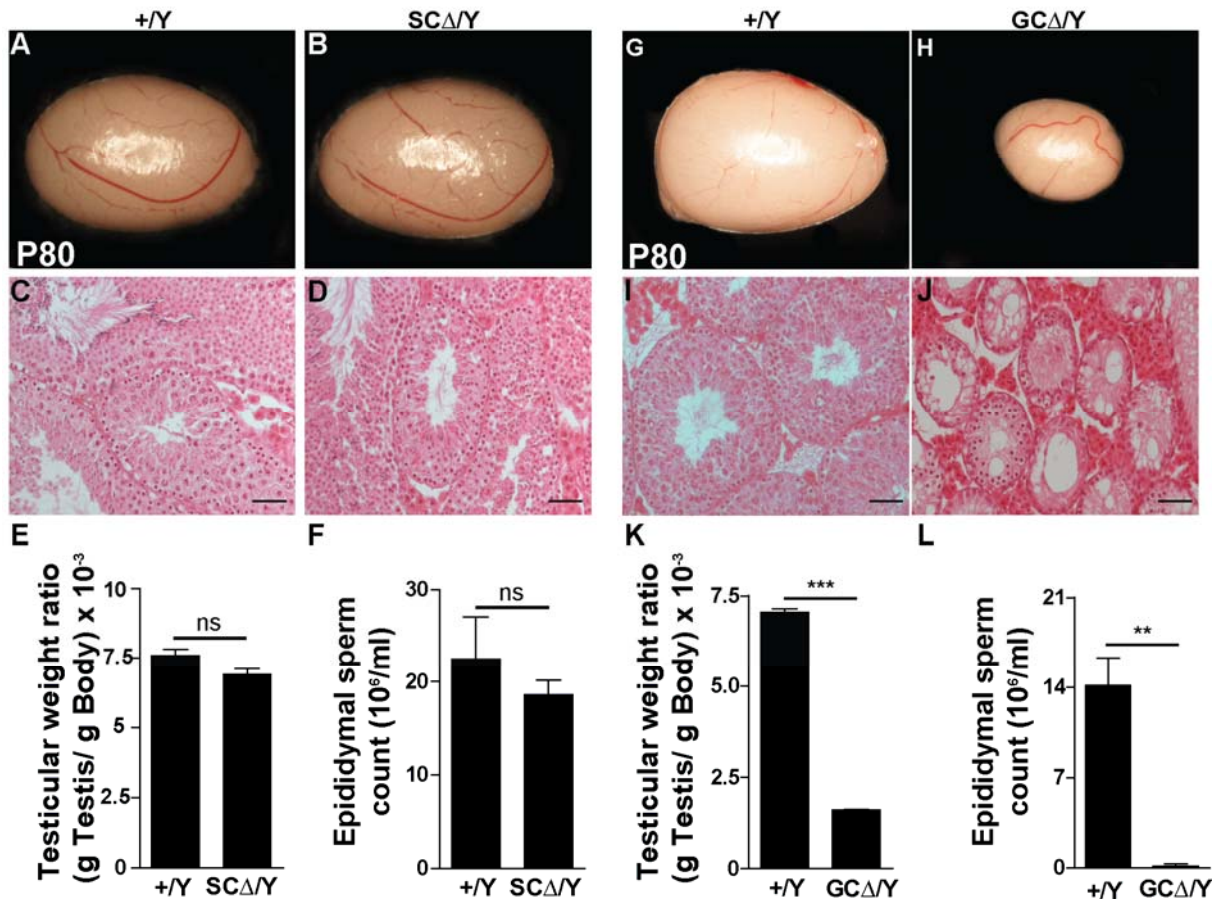 +/Y
SCΔ/Y
+/Y
GCΔ/Y
A
B
G
H
P80
P80
C
D
I
J
E
Testicular weight ratio
(g Testis/ g Body) x 10⁻³
10
7.5
5
2.5
0
ns
+/Y
SCΔ/Y
F
Epididymal sperm
count (10⁶/ml)
30
20
10
0
ns
+/Y
SCΔ/Y
K
Testicular weight ratio
(g Testis/ g Body) x 10⁻³
7.5
5.0
2.5
0
***
+/Y
GCΔ/Y
L
Epididymal sperm
count (10⁶/ml)
21
14
7
0
**
+/Y
GCΔ/Y